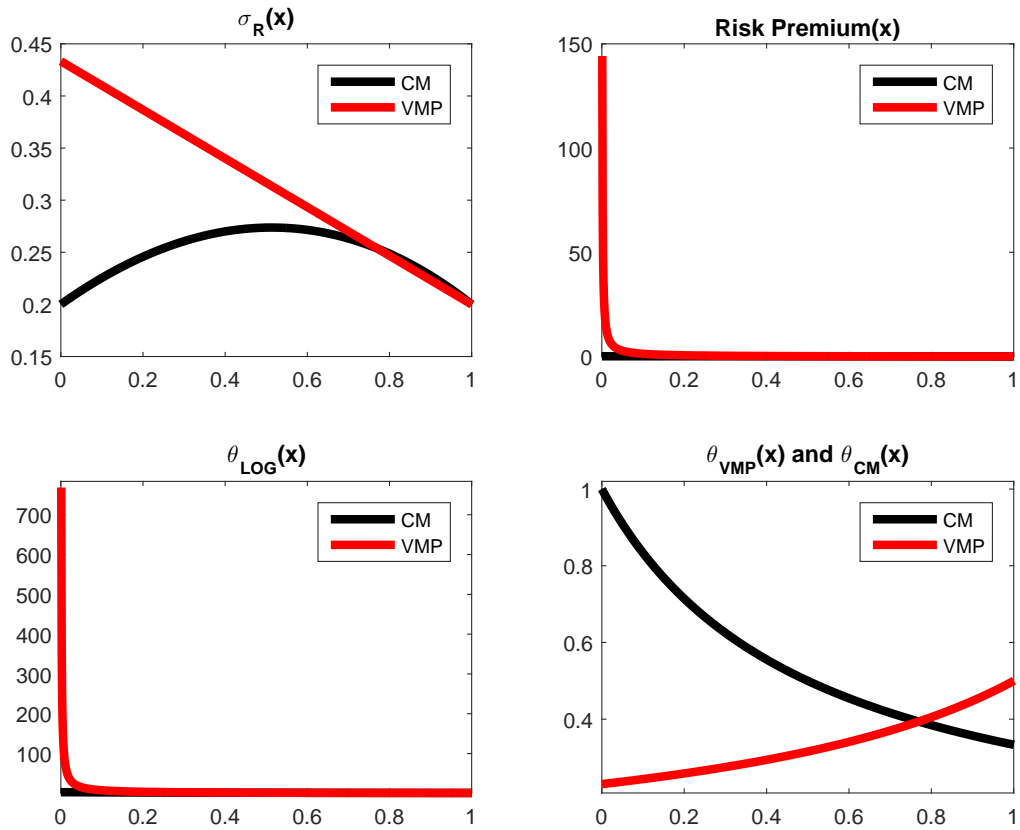 σR(x)
0.45
0.4
0.35
0.3
0.25
0.2
0.15
0 0.2 0.4 0.6 0.8 1
CM
VMP
Risk Premium(x)
150
100
50
0
0 0.2 0.4 0.6 0.8 1
CM
VMP
θLOG(x)
700
600
500
400
300
200
100
0 0.2 0.4 0.6 0.8 1
CM
VMP
θVMP(x) and θCM(x)
1
0.8
0.6
0.4
0 0.2 0.4 0.6 0.8 1
CM
VMP